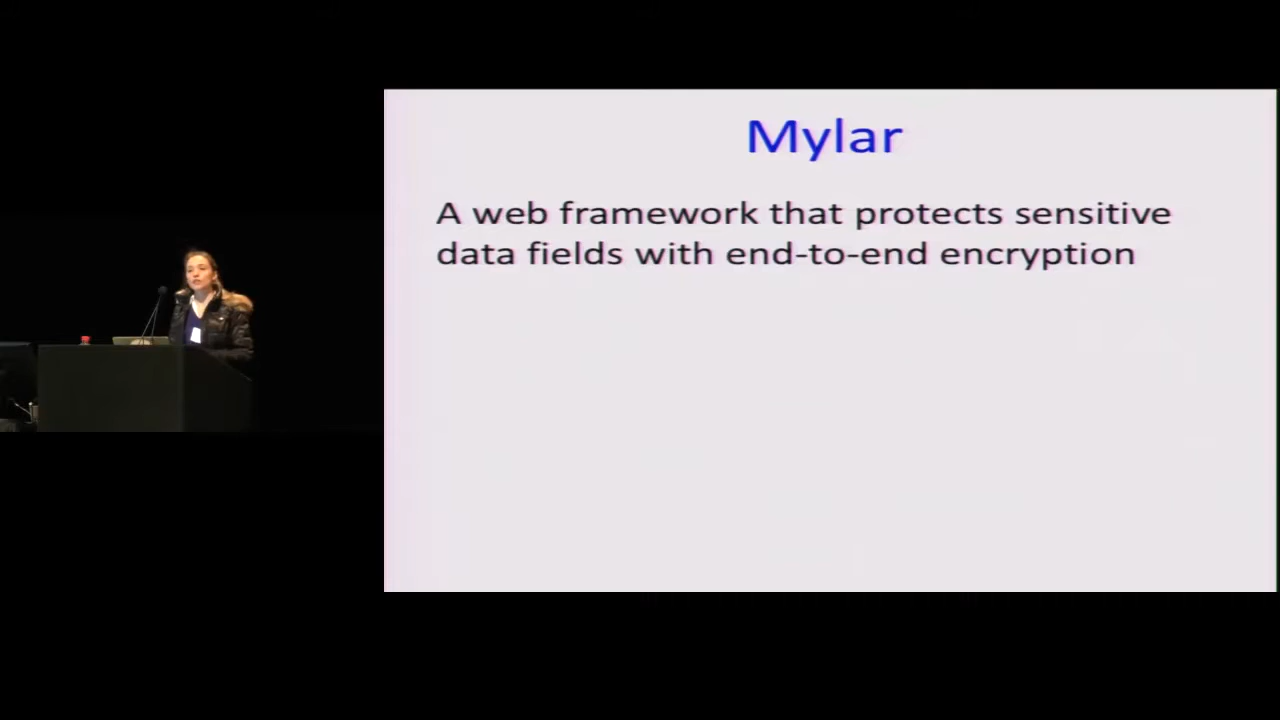 Mylar
A web framework that protects sensitive
data fields with end-to-end encryption